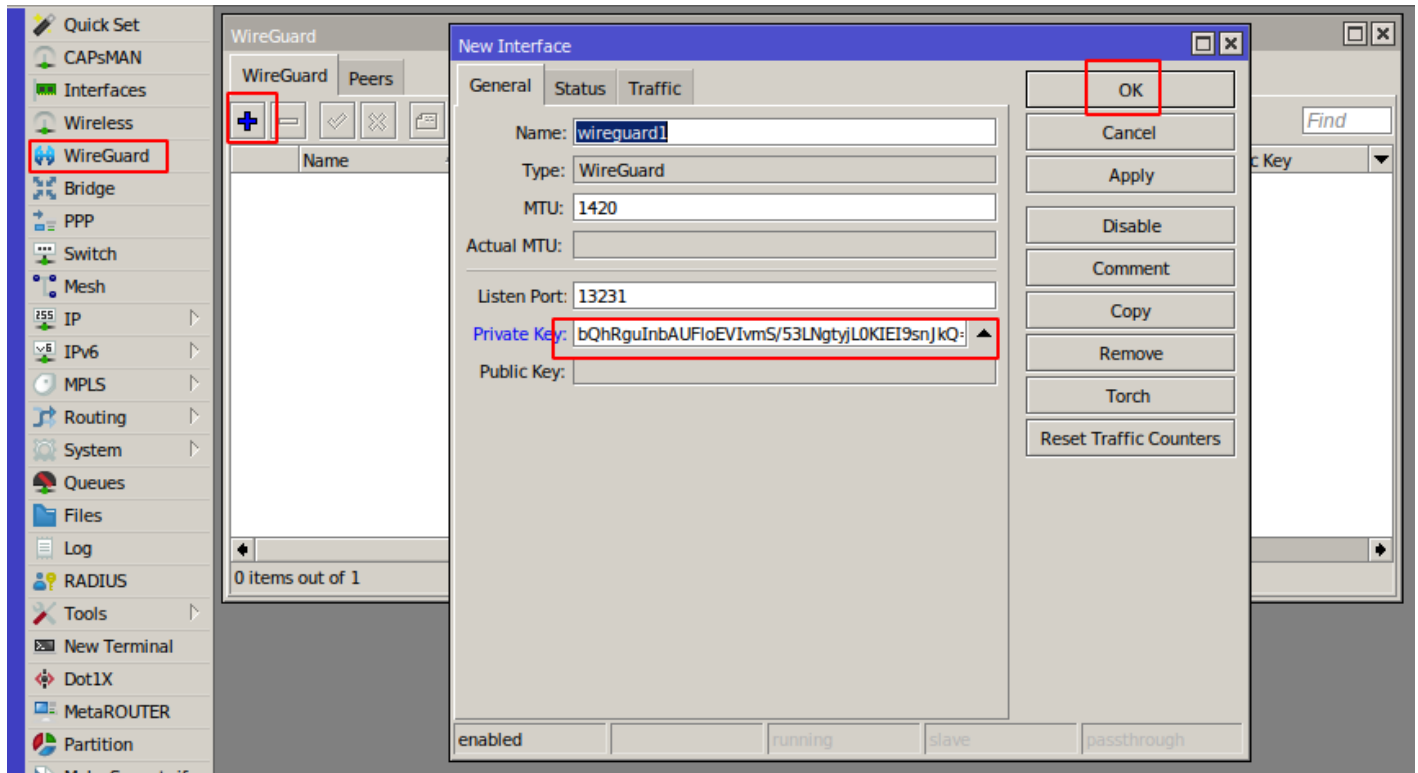 Quick Set
CAPsMAN
Interfaces
Wireless
WireGuard
Bridge
PPP
Switch
Mesh
255 IP
v6 IPv6
MPLS
Routing
System
Queues
Files
Log
RADIUS
Tools
New Terminal
Dot1X
MetaROUTER
Partition
WireGuard
WireGuard Peers
Find
Name
c Key
0 items out of 1
New Interface
General Status Traffic
Name: wireguard1
Type: WireGuard
MTU: 1420
Actual MTU:
Listen Port: 13231
Private Key: bQhRguInbAUFloEVIvmS/53LNgtyjL0KIEI9snJkQ=
Public Key:
OK
Cancel
Apply
Disable
Comment
Copy
Remove
Torch
Reset Traffic Counters
enabled running slave passthrough